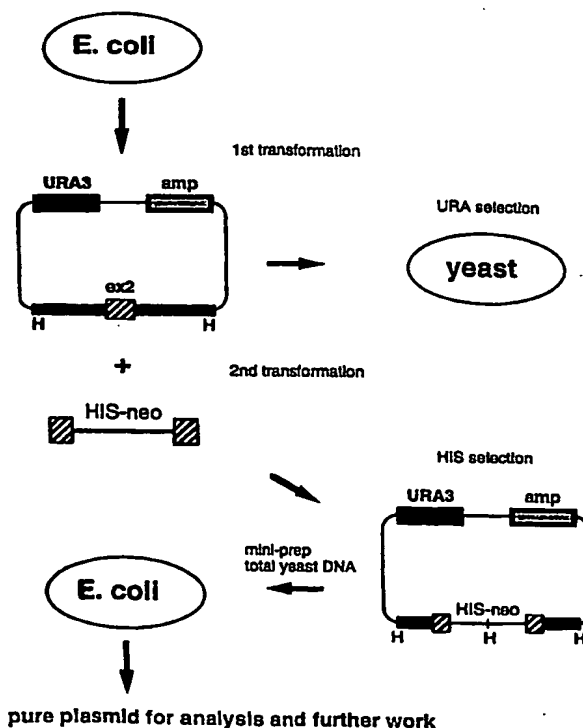 E. coli
1st transformation
URA3 amp
URA selection
yeast
ex2
H H
+
2nd transformation
HIS-neo
HIS selection
URA3 amp
mini-prep
total yeast DNA
E. coli
HIS-neo
H H H
pure plasmid for analysis and further work